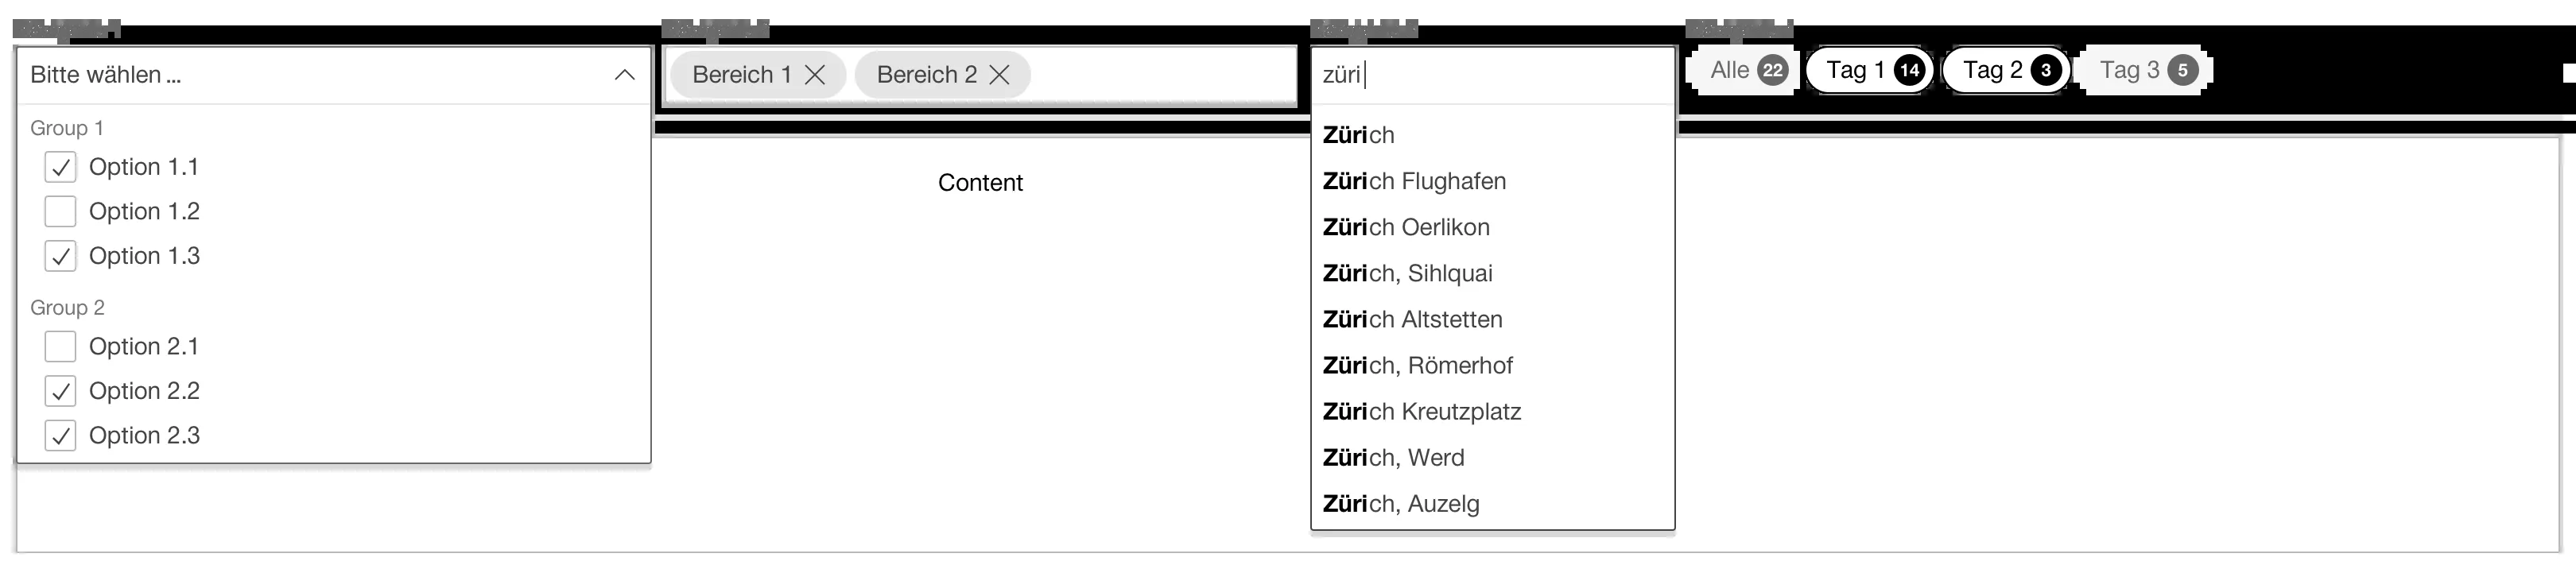 Bitte wählen ...
Group 1
Option 1.1
Option 1.2
Option 1.3
Group 2
Option 2.1
Option 2.2
Option 2.3
Bereich 1
Bereich 2
Content
züri
Zürich
Zürich Flughafen
Zürich Oerlikon
Zürich, Sihlquai
Zürich Altstetten
Zürich, Römerhof
Zürich Kreutzplatz
Zürich, Werd
Zürich, Auzelg
Alle 22
Tag 1 14
Tag 2 3
Tag 3 5